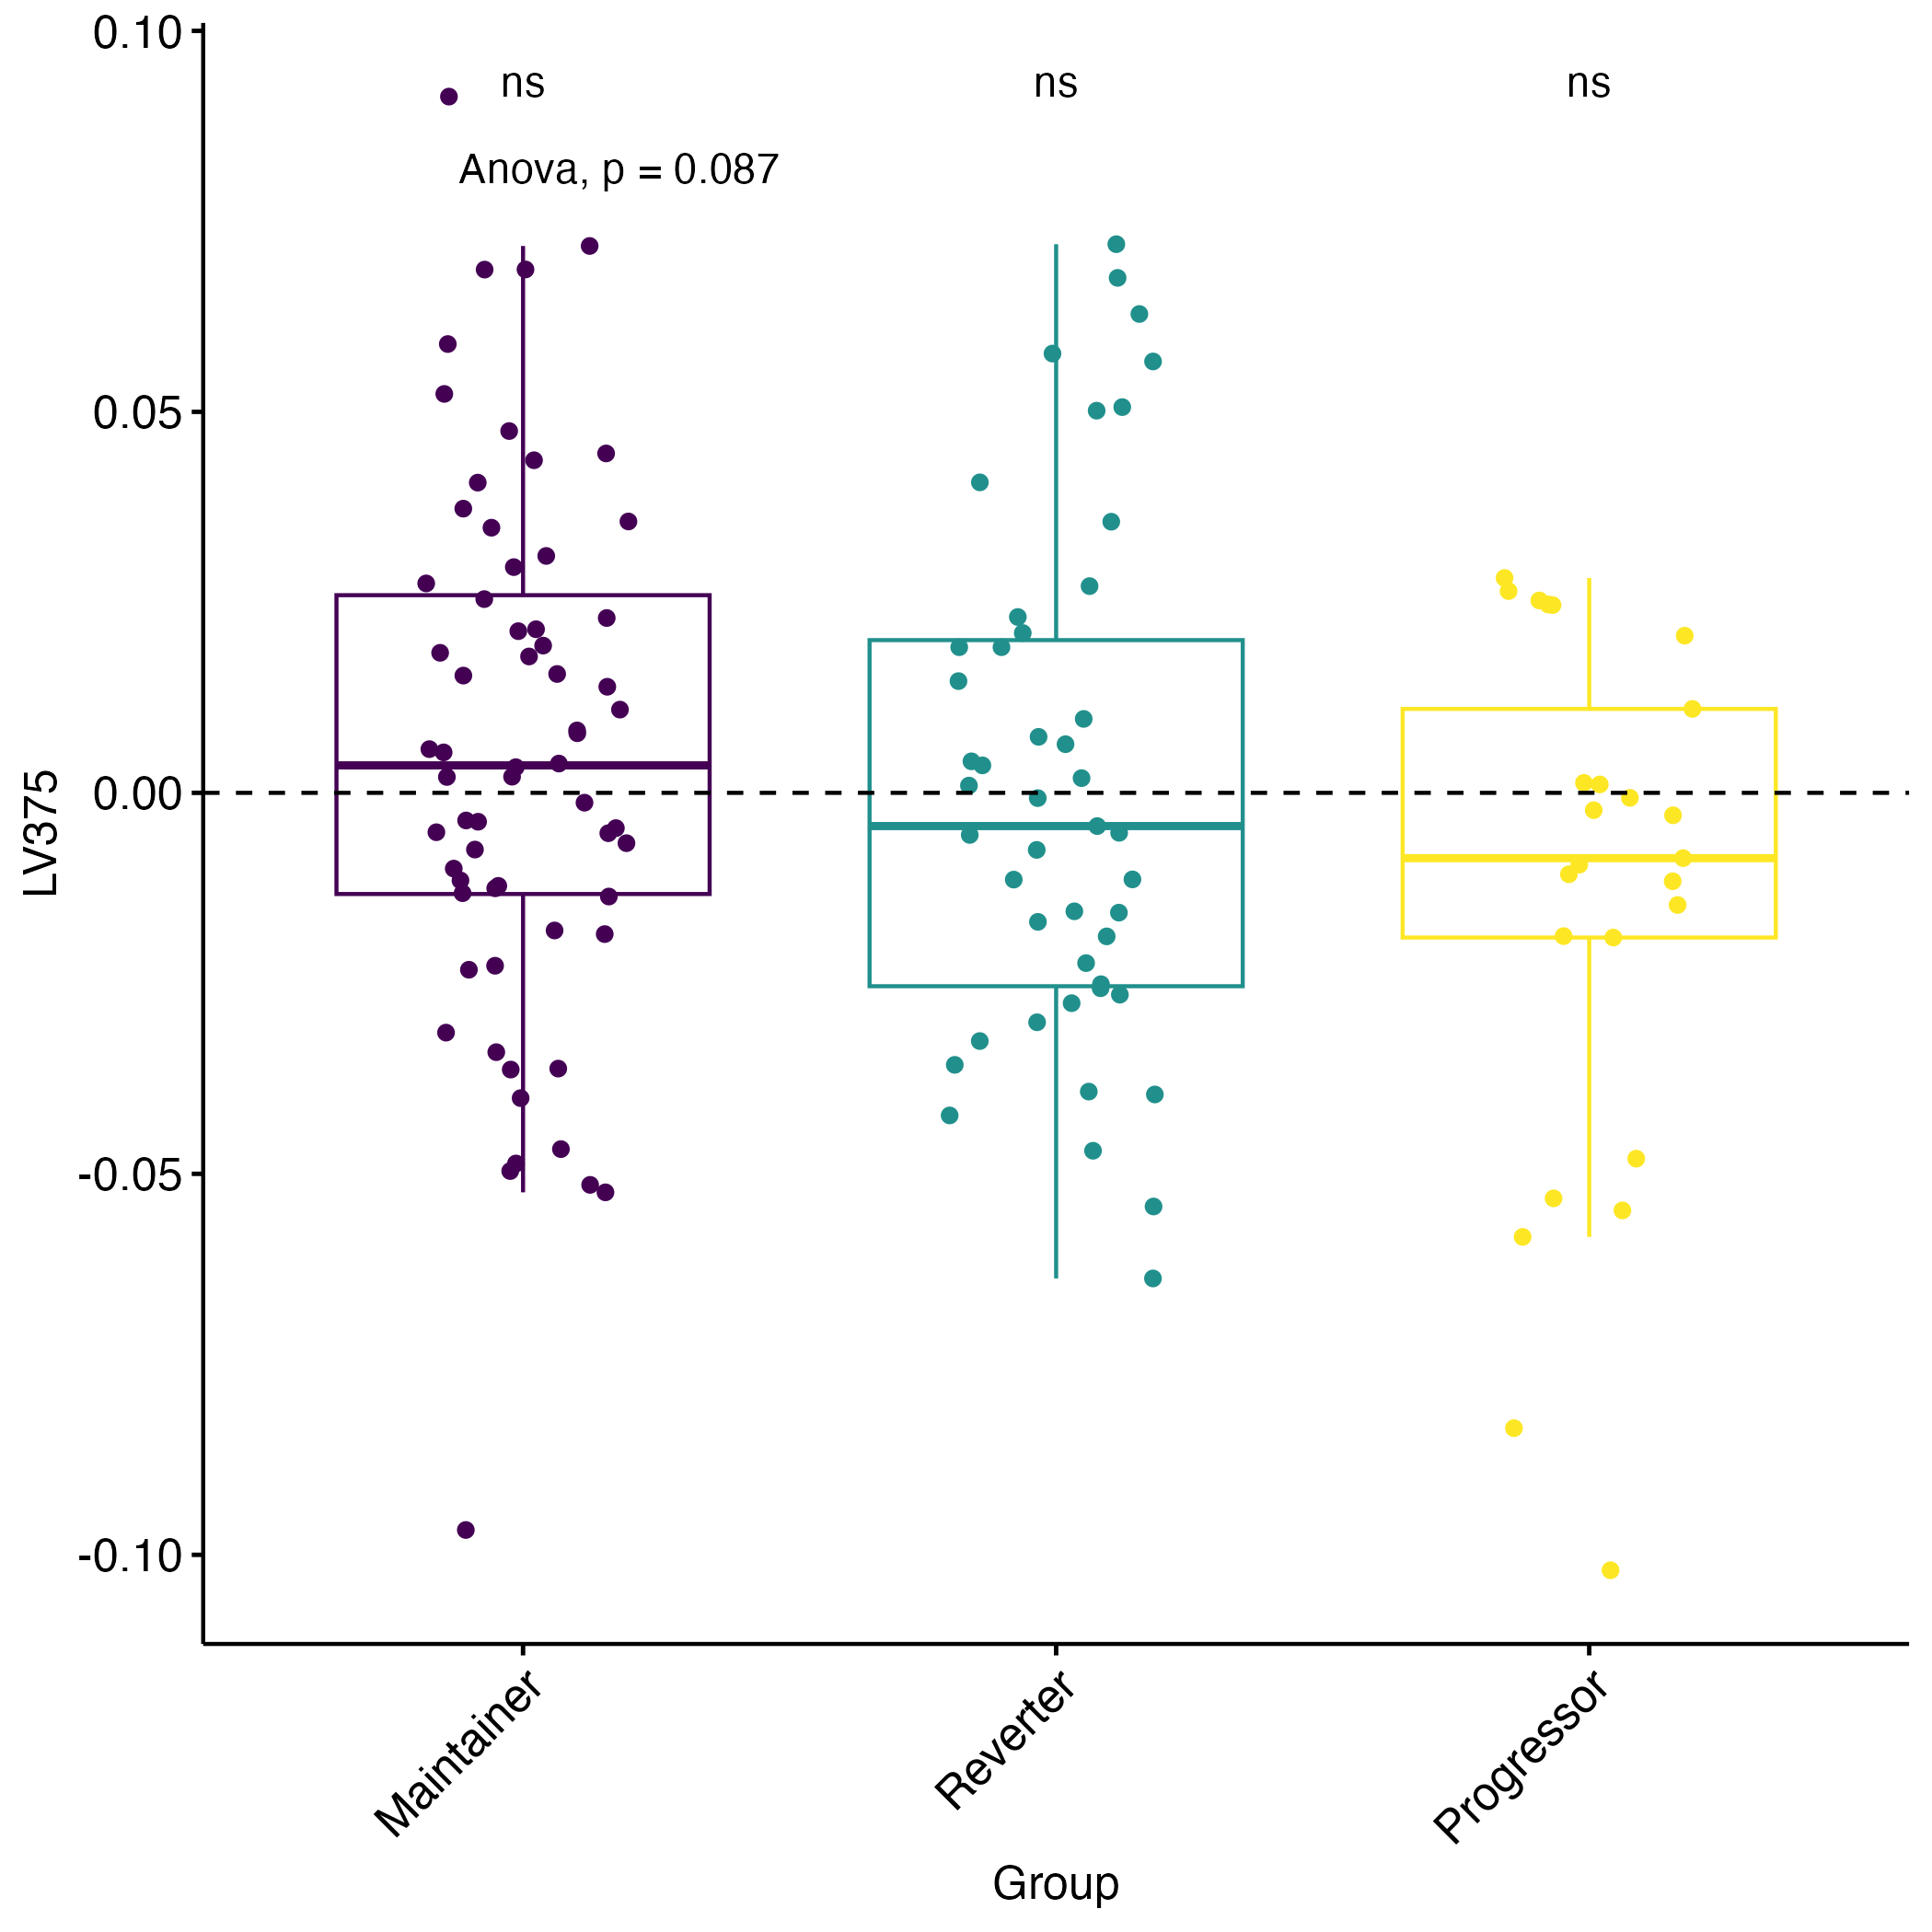 0.10
ns ns ns
Anova, p = 0.087
0.05
0.00
LV375
-0.05
-0.10
Maintainer
Reverter
Progressor
Group